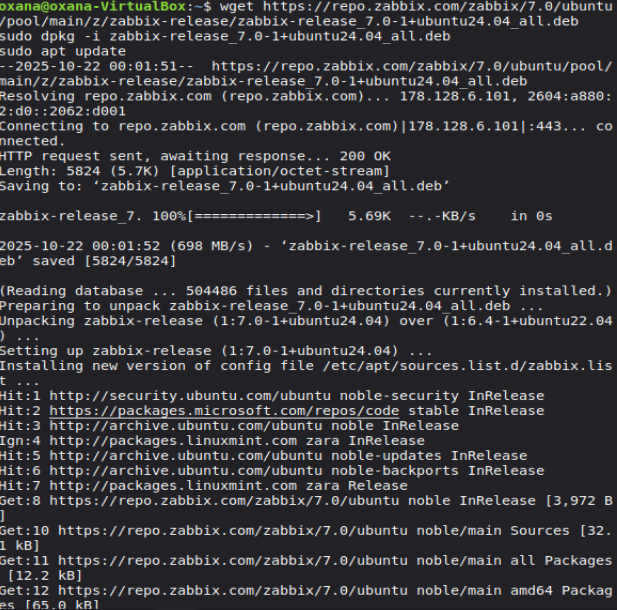 oxana@oxana-VirtualBox:~$ wget https://repo.zabbix.com/zabbix/7.0/ubuntu
/pool/main/z/zabbix-release/zabbix-release_7.0-1+ubuntu24.04_all.deb
sudo dpkg -i zabbix-release_7.0-1+ubuntu24.04_all.deb
sudo apt update
--2025-10-22 00:01:51--  https://repo.zabbix.com/zabbix/7.0/ubuntu/pool/
main/z/zabbix-release/zabbix-release_7.0-1+ubuntu24.04_all.deb
Resolving repo.zabbix.com (repo.zabbix.com)... 178.128.6.101, 2604:a880:
2:d0::2062:d001
Connecting to repo.zabbix.com (repo.zabbix.com)|178.128.6.101|:443... co
nnected.
HTTP request sent, awaiting response... 200 OK
Length: 5824 (5.7K) [application/octet-stream]
Saving to: ‘zabbix-release_7.0-1+ubuntu24.04_all.deb’
zabbix-release_7. 100%[=============>]   5.69K  --.-KB/s    in 0s
2025-10-22 00:01:52 (698 MB/s) - ‘zabbix-release_7.0-1+ubuntu24.04_all.d
eb’ saved [5824/5824]
(Reading database ... 504486 files and directories currently installed.)
Preparing to unpack zabbix-release_7.0-1+ubuntu24.04_all.deb ...
Unpacking zabbix-release (1:7.0-1+ubuntu24.04) over (1:6.4-1+ubuntu22.04
) ...
Setting up zabbix-release (1:7.0-1+ubuntu24.04) ...
Installing new version of config file /etc/apt/sources.list.d/zabbix.lis
t ...
Hit:1 http://security.ubuntu.com/ubuntu noble-security InRelease
Hit:2 https://packages.microsoft.com/repos/code stable InRelease
Hit:3 http://archive.ubuntu.com/ubuntu noble InRelease
Ign:4 http://packages.linuxmint.com zara InRelease
Hit:5 http://archive.ubuntu.com/ubuntu noble-updates InRelease
Hit:6 http://archive.ubuntu.com/ubuntu noble-backports InRelease
Hit:7 http://packages.linuxmint.com zara Release
Get:8 https://repo.zabbix.com/zabbix/7.0/ubuntu noble InRelease [3,972 B
]
Get:10 https://repo.zabbix.com/zabbix/7.0/ubuntu noble/main Sources [32.
1 kB]
Get:11 https://repo.zabbix.com/zabbix/7.0/ubuntu noble/main all Packages
 [12.2 kB]
Get:12 https://repo.zabbix.com/zabbix/7.0/ubuntu noble/main amd64 Packag
es [65.0 kB]